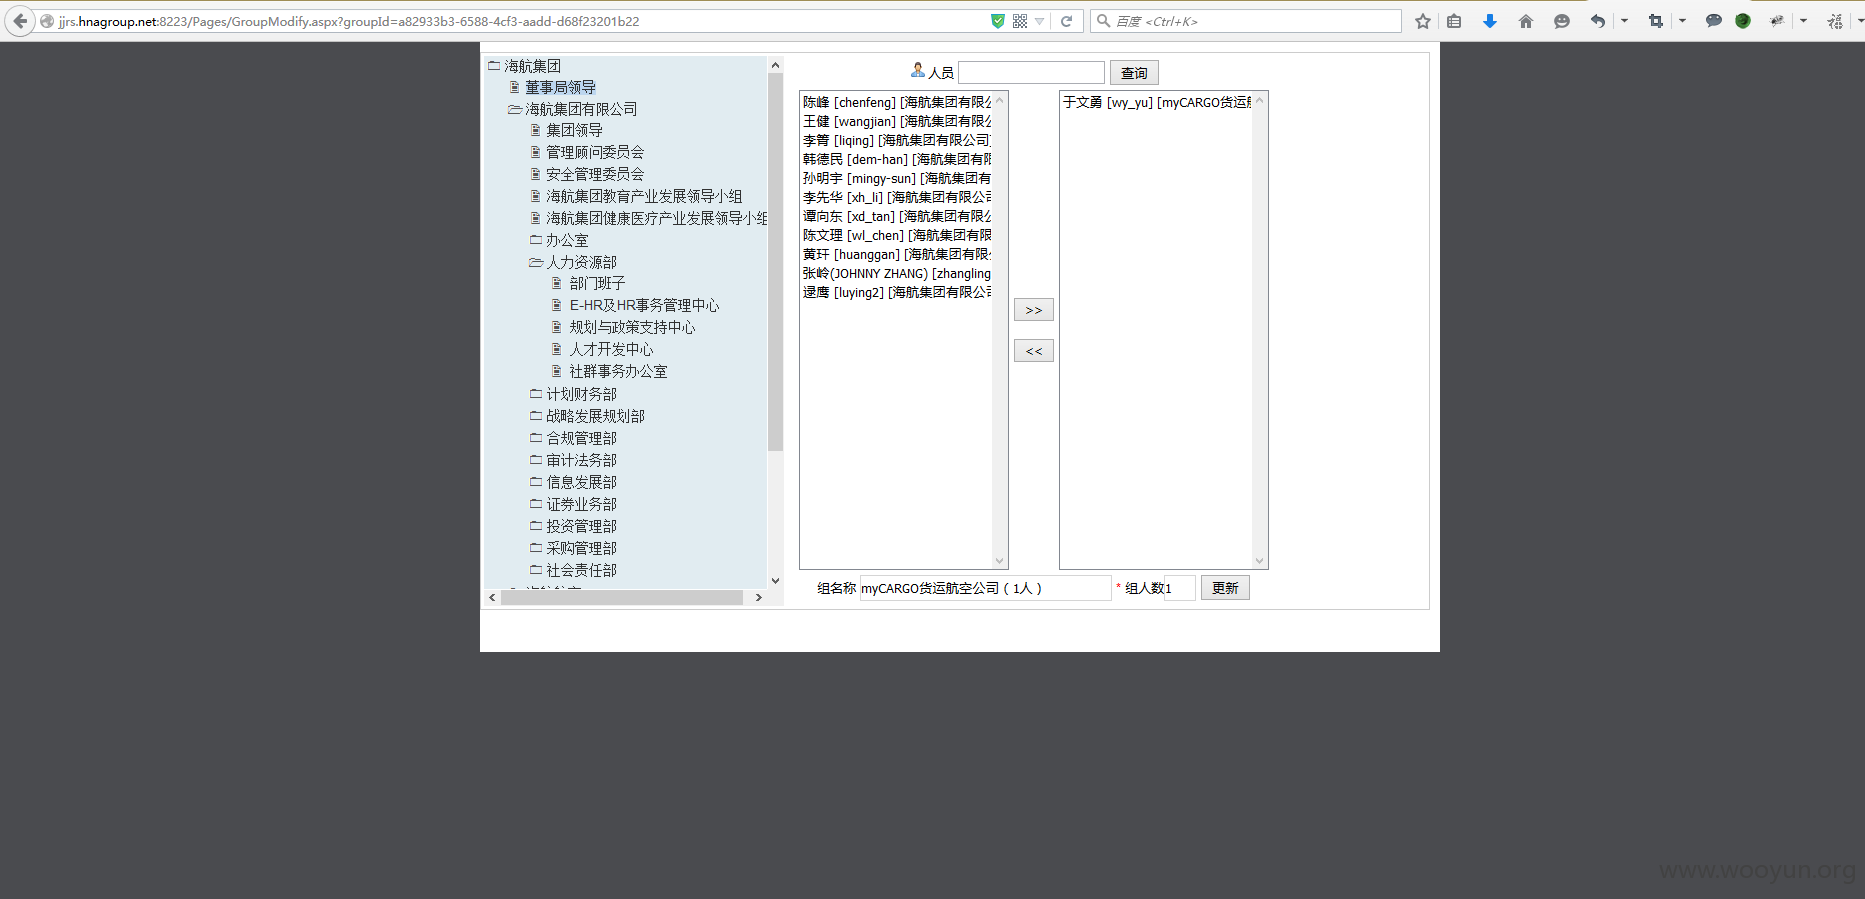 jjrs.hnagroup.net:8223/Pages/GroupModify.aspx?groupId=a82933b3-6588-4cf3-aadd-d68f23201b22
百度 <Ctrl+K>
海航集团
董事局领导
海航集团有限公司
集团领导
管理顾问委员会
安全管理委员会
海航集团教育产业发展领导小组
海航集团健康医疗产业发展领导小组
办公室
人力资源部
部门班子
E-HR及HR事务管理中心
规划与政策支持中心
人才开发中心
社群事务办公室
计划财务部
战略发展规划部
合规管理部
审计法务部
信息发展部
证券业务部
投资管理部
采购管理部
社会责任部
人员
查询
陈峰 [chenfeng] [海航集团有限公
王健 [wangjian] [海航集团有限公
李箐 [liqing] [海航集团有限公司]
韩德民 [dem-han] [海航集团有限
孙明宇 [mingy-sun] [海航集团有
李先华 [xh_li] [海航集团有限公司
谭向东 [xd_tan] [海航集团有限公
陈文理 [wl_chen] [海航集团有限
黄玕 [huanggan] [海航集团有限公
张岭(JOHNNY ZHANG) [zhangling
逯鹰 [luying2] [海航集团有限公司
>>
<<
于文勇 [wy_yu] [myCARGO货运航
组名称 myCARGO货运航空公司（1人） * 组人数1 更新
www.wooyun.org